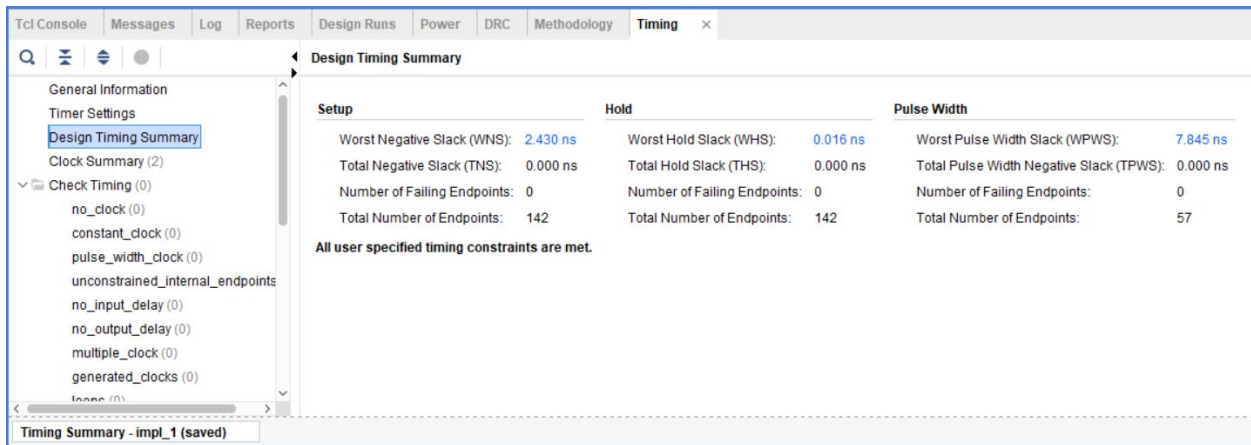 Tcl Console Messages Log Reports Design Runs Power DRC Methodology Timing ×
Design Timing Summary
General Information
Timer Settings
Design Timing Summary
Clock Summary (2)
Check Timing (0)
no_clock (0)
constant_clock (0)
pulse_width_clock (0)
unconstrained_internal_endpoints
no_input_delay (0)
no_output_delay (0)
multiple_clock (0)
generated_clocks (0)
loops (0)
Setup Hold Pulse Width
Worst Negative Slack (WNS): 2.430 ns Worst Hold Slack (WHS): 0.016 ns Worst Pulse Width Slack (WPWS): 7.845 ns
Total Negative Slack (TNS): 0.000 ns Total Hold Slack (THS): 0.000 ns Total Pulse Width Negative Slack (TPWS): 0.000 ns
Number of Failing Endpoints: 0 Number of Failing Endpoints: 0 Number of Failing Endpoints: 0
Total Number of Endpoints: 142 Total Number of Endpoints: 142 Total Number of Endpoints: 57
All user specified timing constraints are met.
Timing Summary - impl_1 (saved)